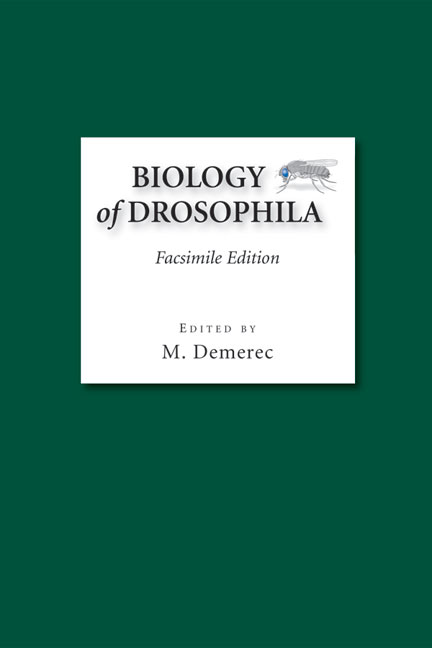 BIOLOGY
of DROSOPHILA
Facsimile Edition
EDITED BY
M. Demerec